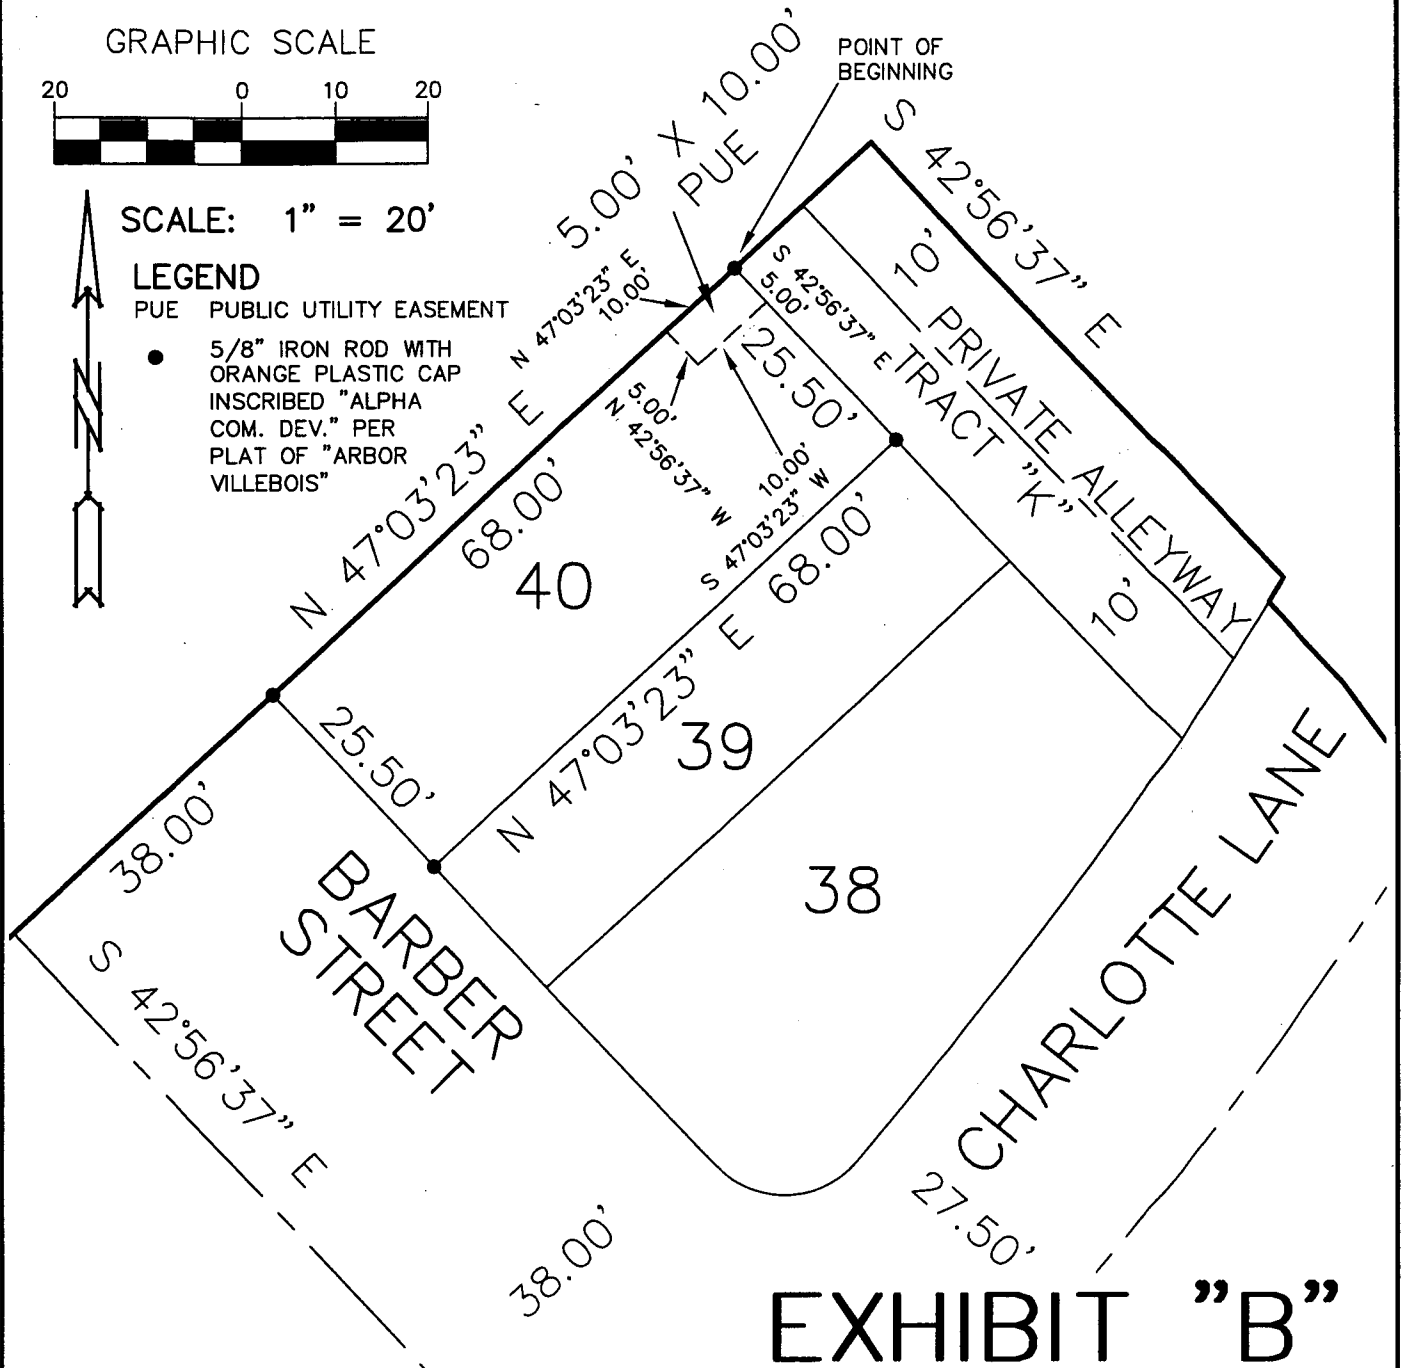 GRAPHIC SCALE
20 0 10 20
SCALE: 1" = 20'
LEGEND
PUE PUBLIC UTILITY EASEMENT
5/8" IRON ROD WITH
ORANGE PLASTIC CAP
INSCRIBED "ALPHA
COM. DEV." PER
PLAT OF "ARBOR
VILLEBOIS"
5.00' X 10.00'
PUE
POINT OF
BEGINNING
S 42°56'37" E
10' PRIVATE ALLEYWAY
TRACT "K"
10'
S 42°56'37" E
5.00'
25.50'
N 47°03'23" E
10.00'
5.00'
N 42°56'37" W
10.00'
S 47°03'23" W
N 47°03'23" E
68.00'
40
68.00'
N 47°03'23" E
39
25.50'
38.00'
38
BARBER
STREET
CHARLOTTE LANE
S 42°56'37" E
27.50'
38.00'
EXHIBIT "B"